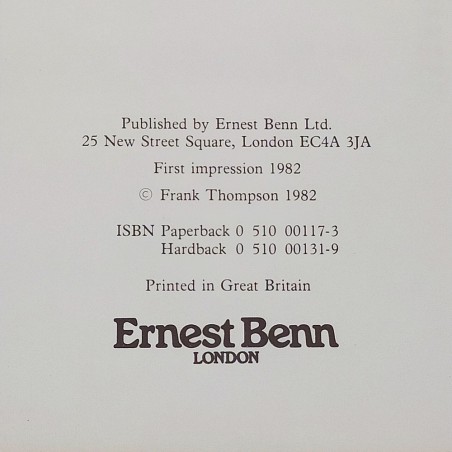 Published by Ernest Benn Ltd.
25 New Street Square, London EC4A 3JA
First impression 1982
© Frank Thompson 1982
ISBN Paperback 0 510 00117-3
Hardback 0 510 00131-9
Printed in Great Britain
Ernest Benn
LONDON